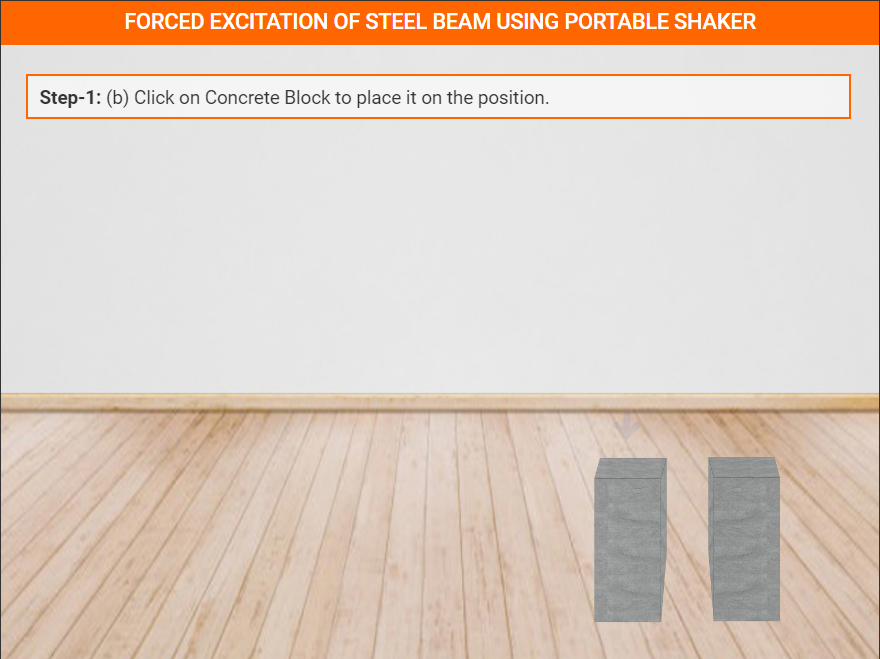 FORCED EXCITATION OF STEEL BEAM USING PORTABLE SHAKER
Step-1: (b) Click on Concrete Block to place it on the position.